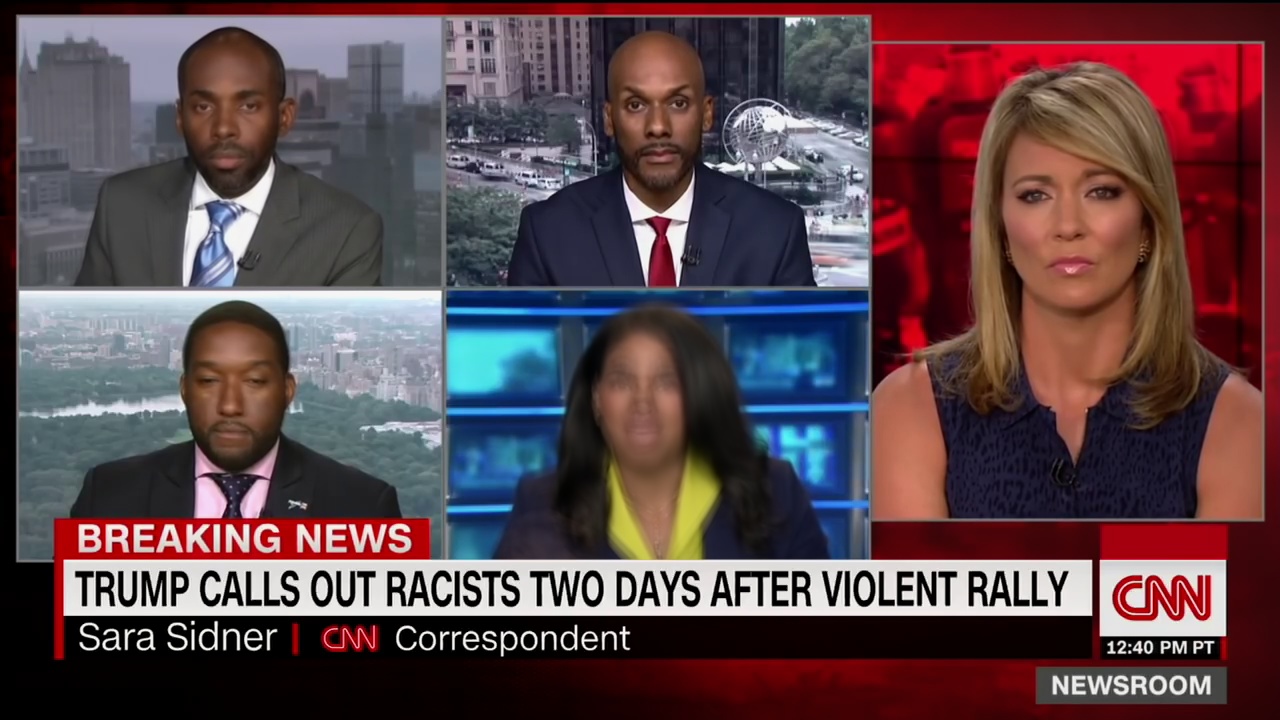 BREAKING NEWS
TRUMP CALLS OUT RACISTS TWO DAYS AFTER VIOLENT RALLY
Sara Sidner | CNN Correspondent
CNN
12:40 PM PT
NEWSROOM